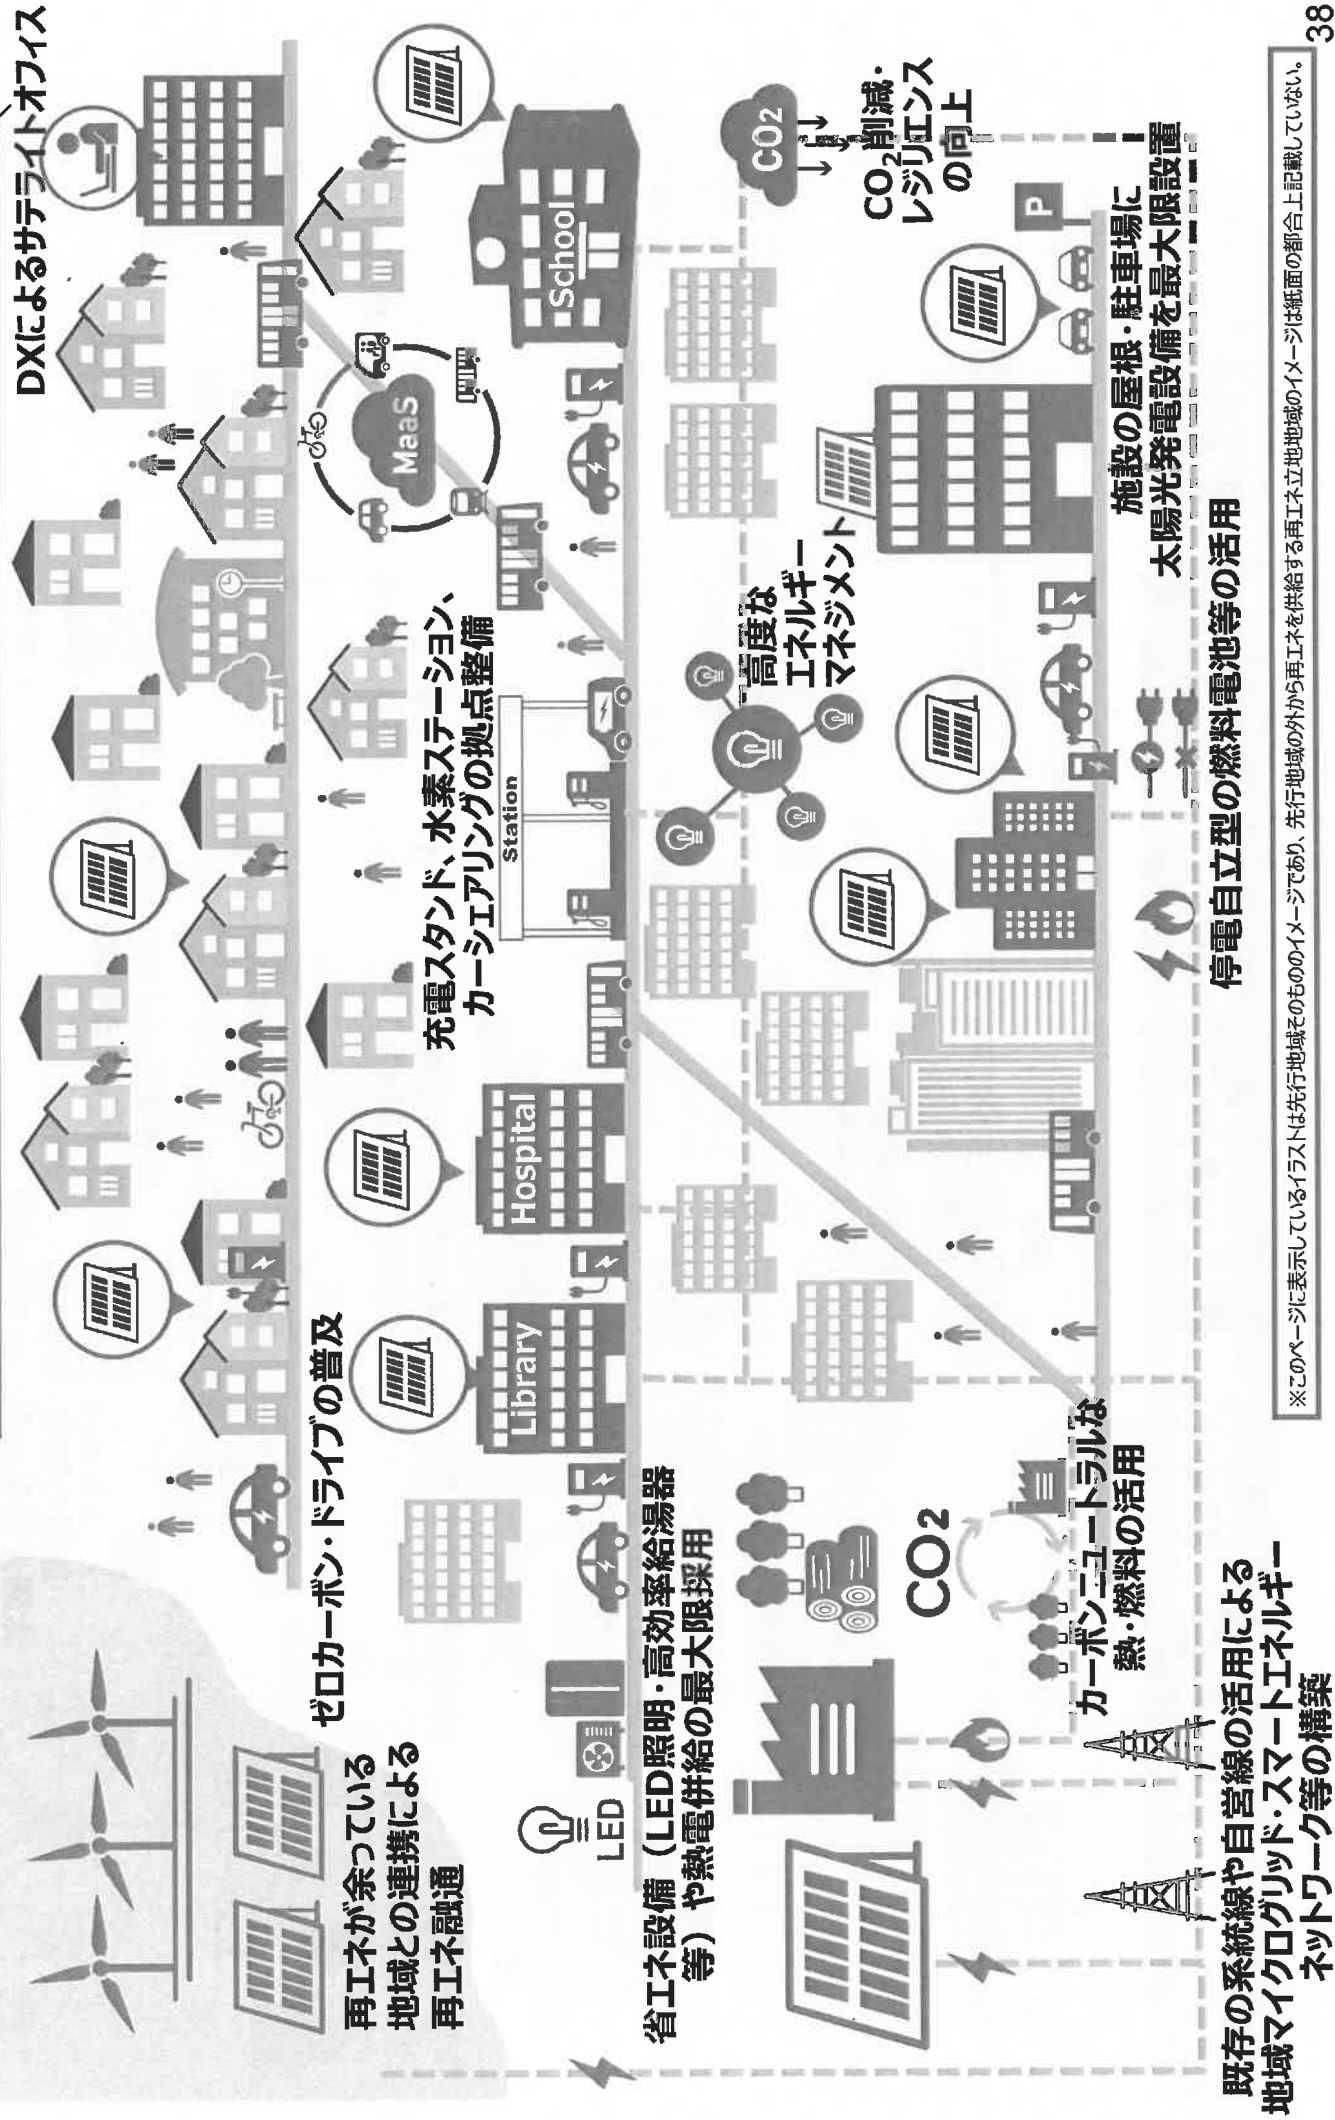 DXによるサテライトオフィス
ゼロカーボン・ドライブの普及
再エネが余っている
地域との連携による
再エネ融通
充電スタンド、水素ステーション、
カーシェアリングの拠点整備
MaaS
School
Station
Hospital
Library
LED
省エネ設備（LED照明・高効率給湯器
等）や熱電併給の最大限採用
高度な
エネルギー
マネジメント
CO2
CO2削減・
レジリエンス
の向上
P
施設の屋根・駐車場に
太陽光発電設備を最大限設置
CO2
カーボンニュートラルな
熱・燃料の活用
停電自立型の燃料電池等の活用
既存の系統線や自営線の活用による
地域マイクログリッド・スマートエネルギー
ネットワーク等の構築
※このページに表示しているイラストは先行地域そのもののイメージであり、先行地域の外から再エネを供給する再エネ立地地域のイメージは紙面の都合上記載していない。
38